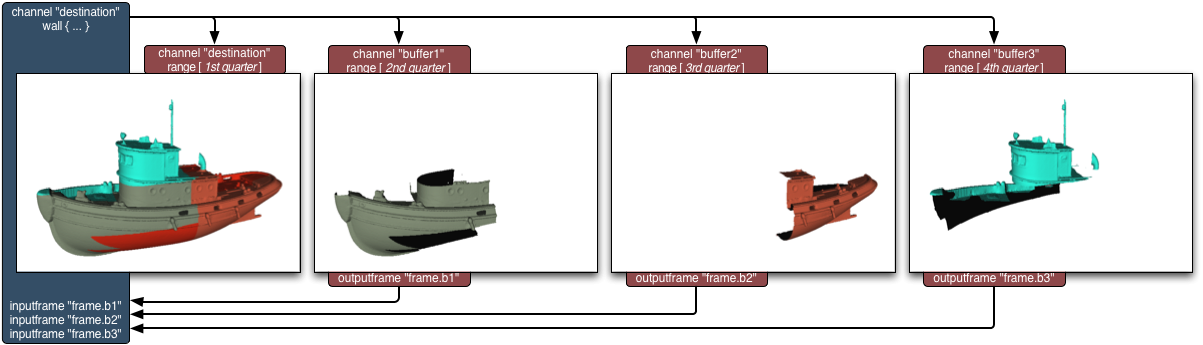 channel "destination"
wall { ... }
channel "destination"
range [ 1st quarter ]
channel "buffer1"
range [ 2nd quarter ]
channel "buffer2"
range [ 3rd quarter ]
channel "buffer3"
range [ 4th quarter ]
outputframe "frame.b1"
outputframe "frame.b2"
outputframe "frame.b3"
inputframe "frame.b1"
inputframe "frame.b2"
inputframe "frame.b3"